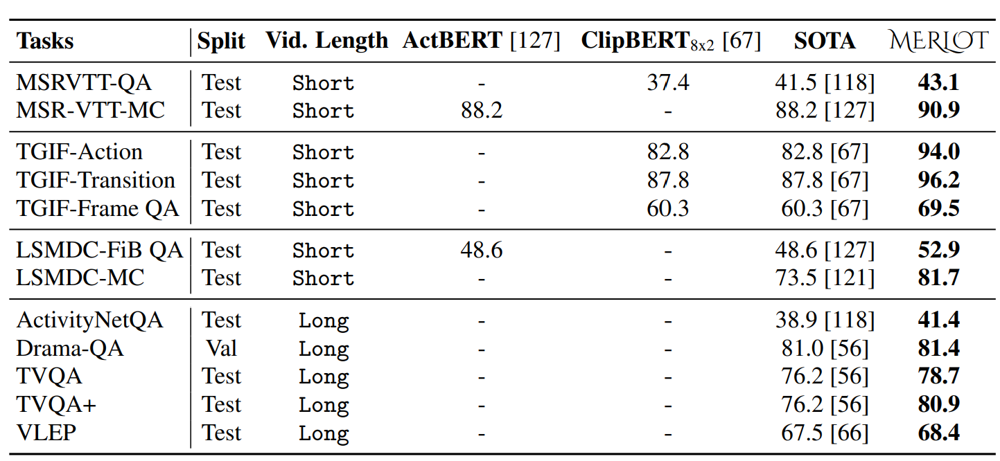 Tasks Split Vid. Length ActBERT [127] ClipBERT8x2 [67] SOTA MERLOT
MSRVTT-QA Test Short - 37.4 41.5 [118] 43.1
MSR-VTT-MC Test Short 88.2 - 88.2 [127] 90.9
TGIF-Action Test Short - 82.8 82.8 [67] 94.0
TGIF-Transition Test Short - 87.8 87.8 [67] 96.2
TGIF-Frame QA Test Short - 60.3 60.3 [67] 69.5
LSMDC-FiB QA Test Short 48.6 - 48.6 [127] 52.9
LSMDC-MC Test Short - - 73.5 [121] 81.7
ActivityNetQA Test Long - - 38.9 [118] 41.4
Drama-QA Val Long - - 81.0 [56] 81.4
TVQA Test Long - - 76.2 [56] 78.7
TVQA+ Test Long - - 76.2 [56] 80.9
VLEP Test Long - - 67.5 [66] 68.4